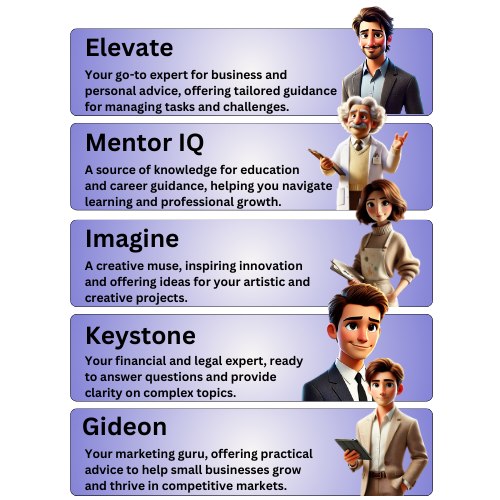 Elevate
Your go-to expert for business and
personal advice, offering tailored guidance
for managing tasks and challenges.
Mentor IQ
A source of knowledge for education
and career guidance, helping you navigate
learning and professional growth.
Imagine
A creative muse, inspiring innovation
and offering ideas for your artistic and
creative projects.
Keystone
Your financial and legal expert, ready
to answer questions and provide
clarity on complex topics.
Gideon
Your marketing guru, offering practical
advice to help small businesses grow
and thrive in competitive markets.